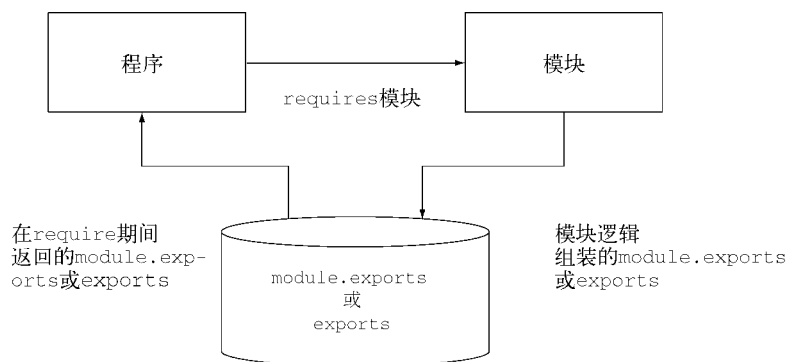 程序
模块
requires模块
在require期间
返回的module.exp-
orts或exports
模块逻辑
组装的module.exports
或exports
module.exports
或
exports